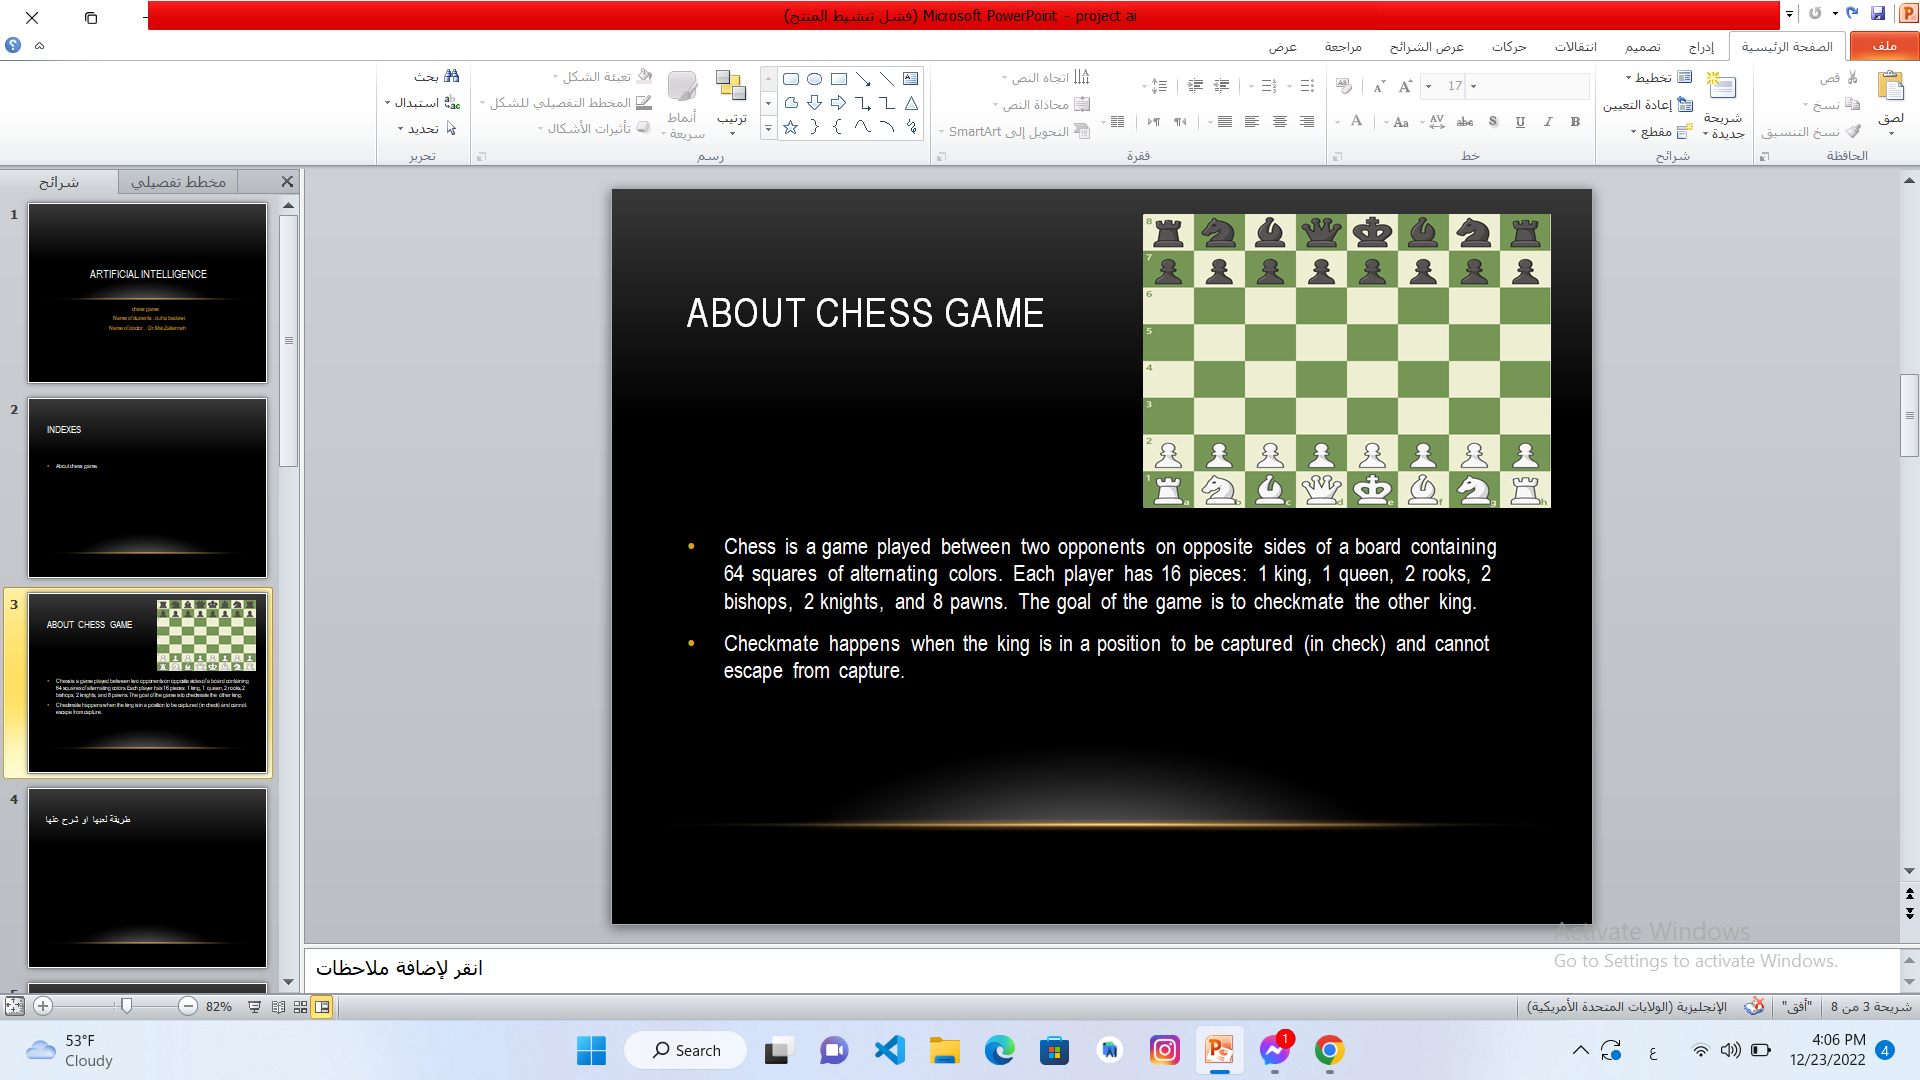 project ai - Microsoft PowerPoint (فشل تنشيط المنتج)
ملف
الصفحة الرئيسية
إدراج
تصميم
انتقالات
حركات
عرض الشرائح
مراجعة
عرض
لصق
قص
نسخ
نسخ التنسيق
الحافظة
شريحة جديدة
تخطيط
إعادة التعيين
مقطع
شرائح
17
خط
اتجاه النص
محاذاة النص
التحويل إلى SmartArt
فقرة
ترتيب
أنماط سريعة
تعبئة الشكل
المخطط التفصيلي للشكل
تأثيرات الأشكال
رسم
بحث
استبدال
تحديد
تحرير
شرائح
مخطط تفصيلي
1
ARTIFICIAL INTELLIGENCE
chess game
Name of students : duha badawi
2
INDEXES
About chess games
3
ABOUT CHESS GAME
Chess is a game played between two opponents on opposite sides of a board containing
64 squares of alternating colors. Each player has 16 pieces: 1 king, 1 queen, 2 rooks, 2
bishops, 2 knights, and 8 pawns. The goal of the game is to checkmate the other king.
Checkmate happens when the king is in a position to be captured (in check) and cannot
escape from capture.
4
طريقة لعبها او شرح عنها
ABOUT CHESS GAME
8
7
6
5
4
3
2
1
a b c d e f g h
• Chess is a game played between two opponents on opposite sides of a board containing
64 squares of alternating colors. Each player has 16 pieces: 1 king, 1 queen, 2 rooks, 2
bishops, 2 knights, and 8 pawns. The goal of the game is to checkmate the other king.
• Checkmate happens when the king is in a position to be captured (in check) and cannot
escape from capture.
Activate Windows
Go to Settings to activate Windows.
انقر لإضافة ملاحظات
شريحة 3 من 8
"أفق"
الإنجليزية (الولايات المتحدة الأمريكية)
82%
53°F
Cloudy
Search
1
ع
4:06 PM
12/23/2022
4